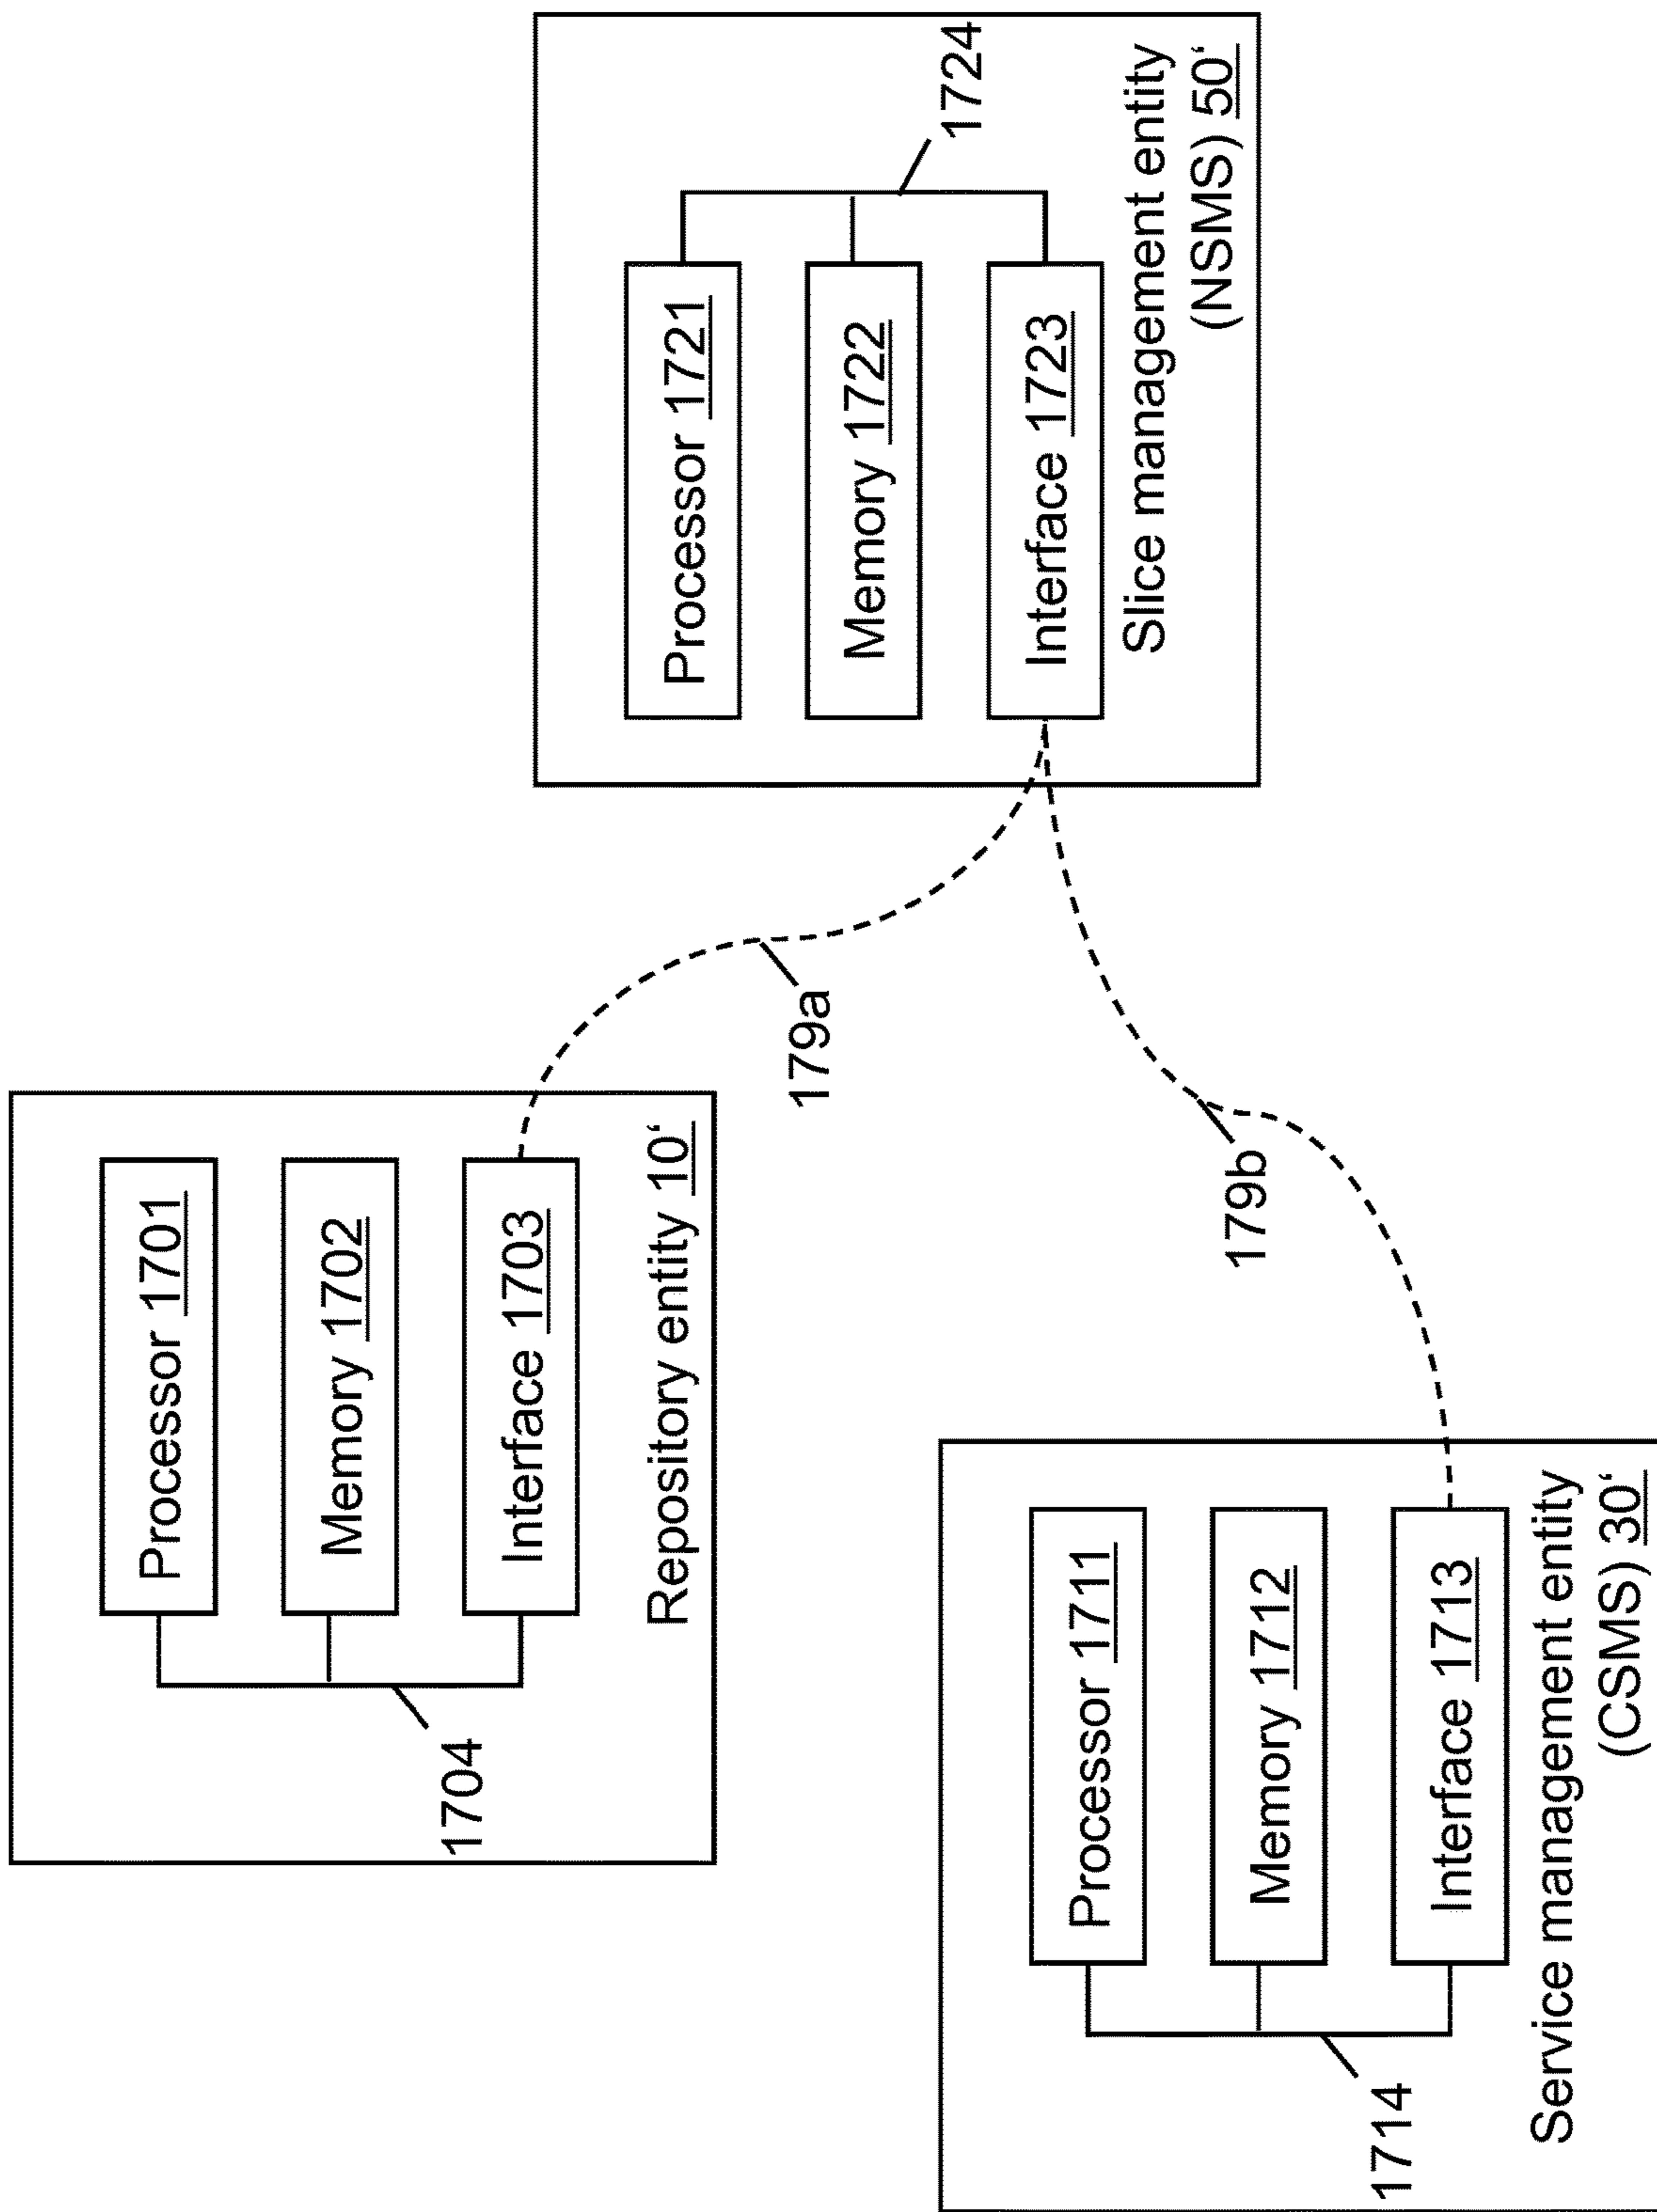 Processor 1701
Memory 1702
Interface 1703
1704
Repository entity 10‘
179a
Processor 1721
Memory 1722
Interface 1723
1724
Slice management entity
(NSMS) 50‘
179b
Processor 1711
Memory 1712
Interface 1713
1714
Service management entity
(CSMS) 30‘